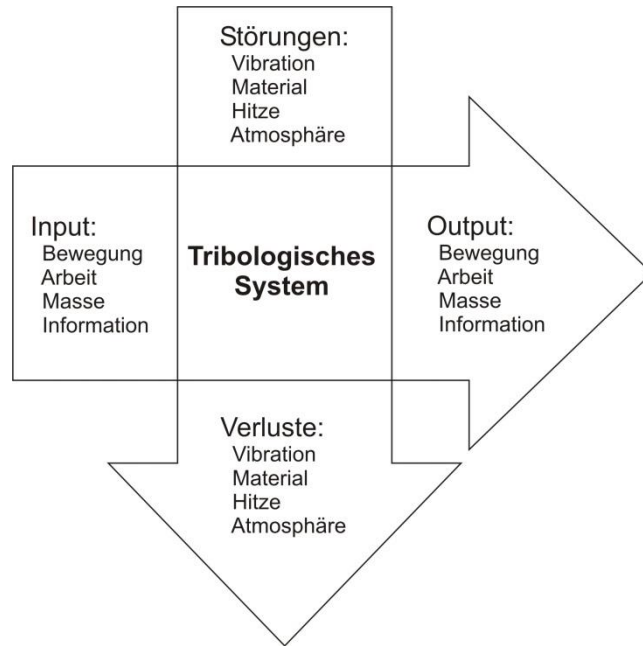 Störungen:
Vibration
Material
Hitze
Atmosphäre
Input:
Bewegung
Arbeit
Masse
Information
Tribologisches
System
Output:
Bewegung
Arbeit
Masse
Information
Verluste:
Vibration
Material
Hitze
Atmosphäre